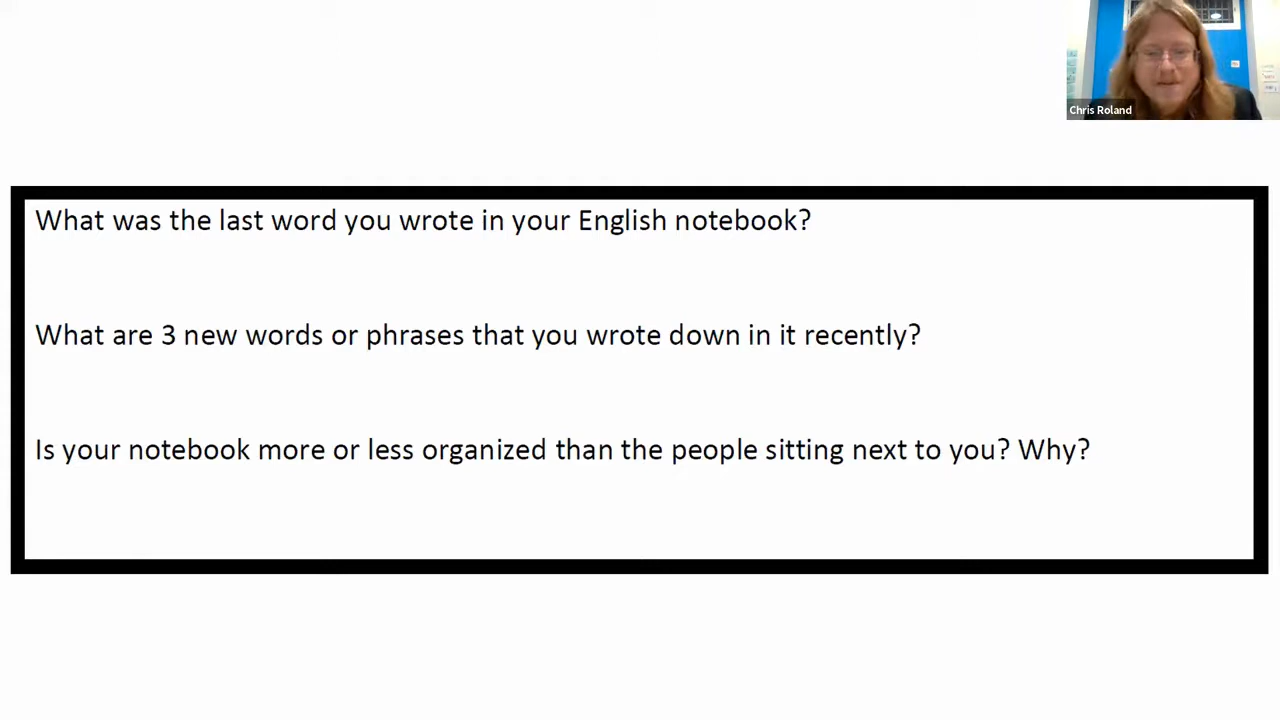 Chris Roland
What was the last word you wrote in your English notebook?
What are 3 new words or phrases that you wrote down in it recently?
Is your notebook more or less organized than the people sitting next to you? Why?